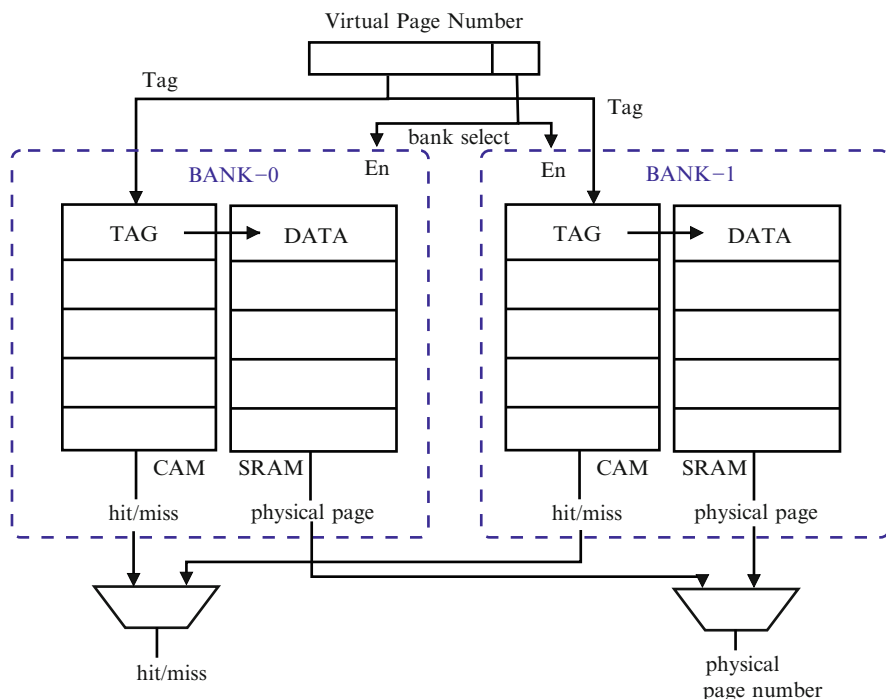 Virtual Page Number
Tag
Tag
bank select
En
En
BANK−0
BANK−1
TAG
DATA
TAG
DATA
CAM
SRAM
CAM
SRAM
hit/miss
physical page
hit/miss
physical page
hit/miss
physical
page number